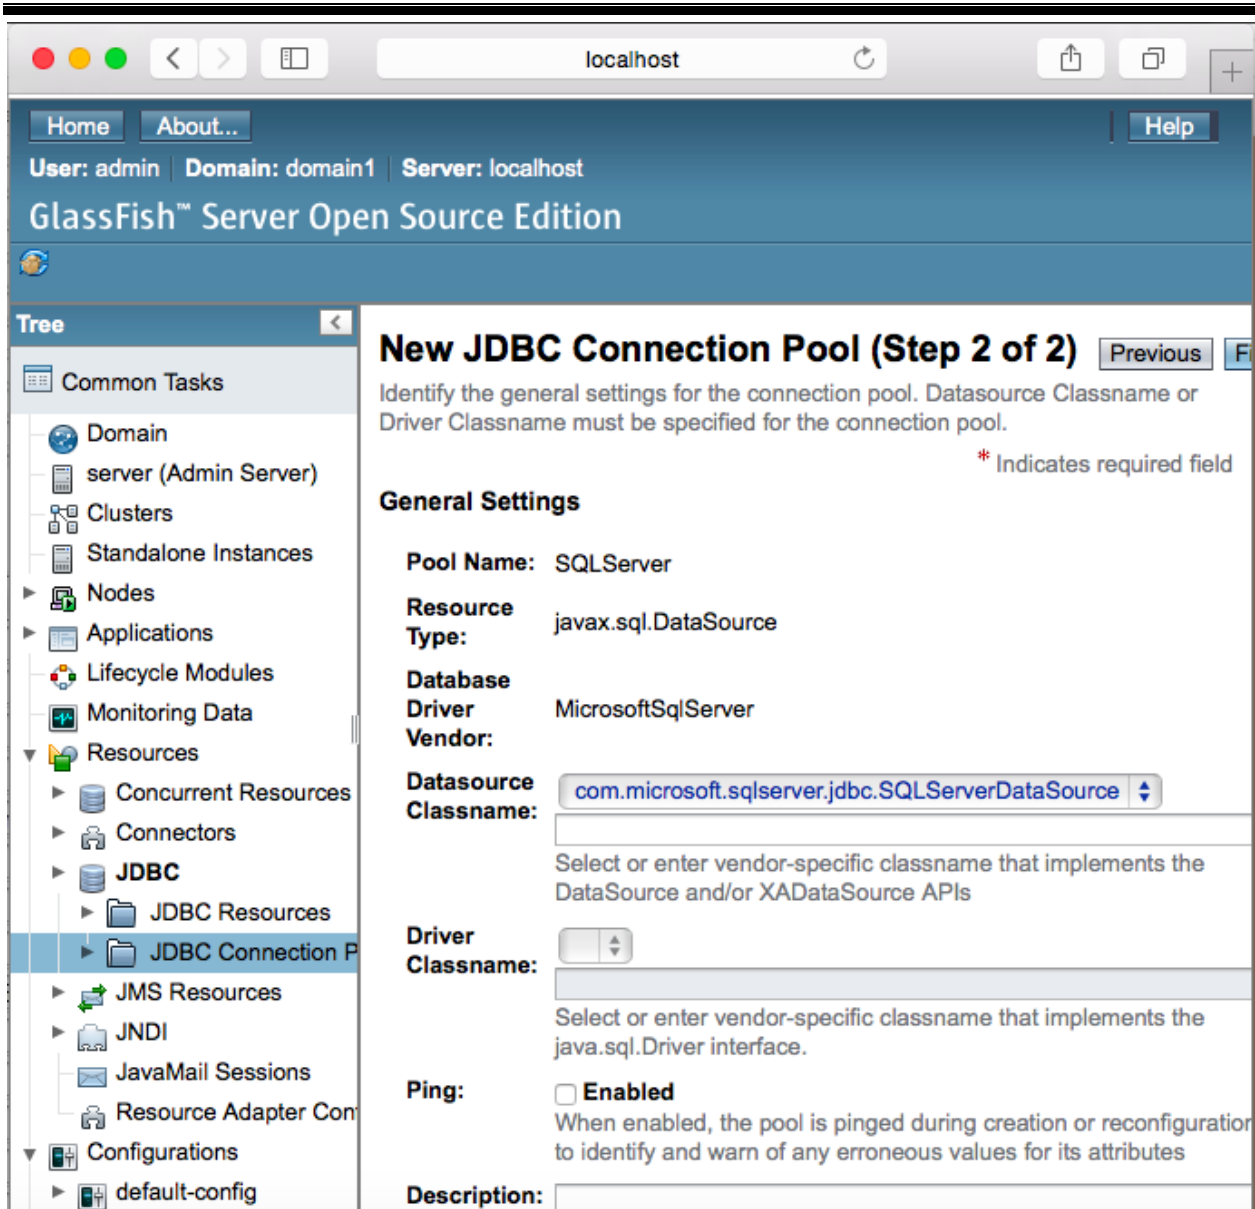 localhost
Home About... Help
User: admin Domain: domain1 Server: localhost
GlassFish™ Server Open Source Edition
Tree
Common Tasks
Domain
server (Admin Server)
Clusters
Standalone Instances
Nodes
Applications
Lifecycle Modules
Monitoring Data
Resources
Concurrent Resources
Connectors
JDBC
JDBC Resources
JDBC Connection P
JMS Resources
JNDI
JavaMail Sessions
Resource Adapter Con
Configurations
default-config
New JDBC Connection Pool (Step 2 of 2) Previous Fi
Identify the general settings for the connection pool. Datasource Classname or
Driver Classname must be specified for the connection pool.
* Indicates required field
General Settings
Pool Name: SQLServer
Resource
Type: javax.sql.DataSource
Database
Driver MicrosoftSqlServer
Vendor:
Datasource com.microsoft.sqlserver.jdbc.SQLServerDataSource
Classname:
Select or enter vendor-specific classname that implements the
DataSource and/or XADataSource APIs
Driver
Classname:
Select or enter vendor-specific classname that implements the
java.sql.Driver interface.
Ping: Enabled
When enabled, the pool is pinged during creation or reconfiguration
to identify and warn of any erroneous values for its attributes
Description: